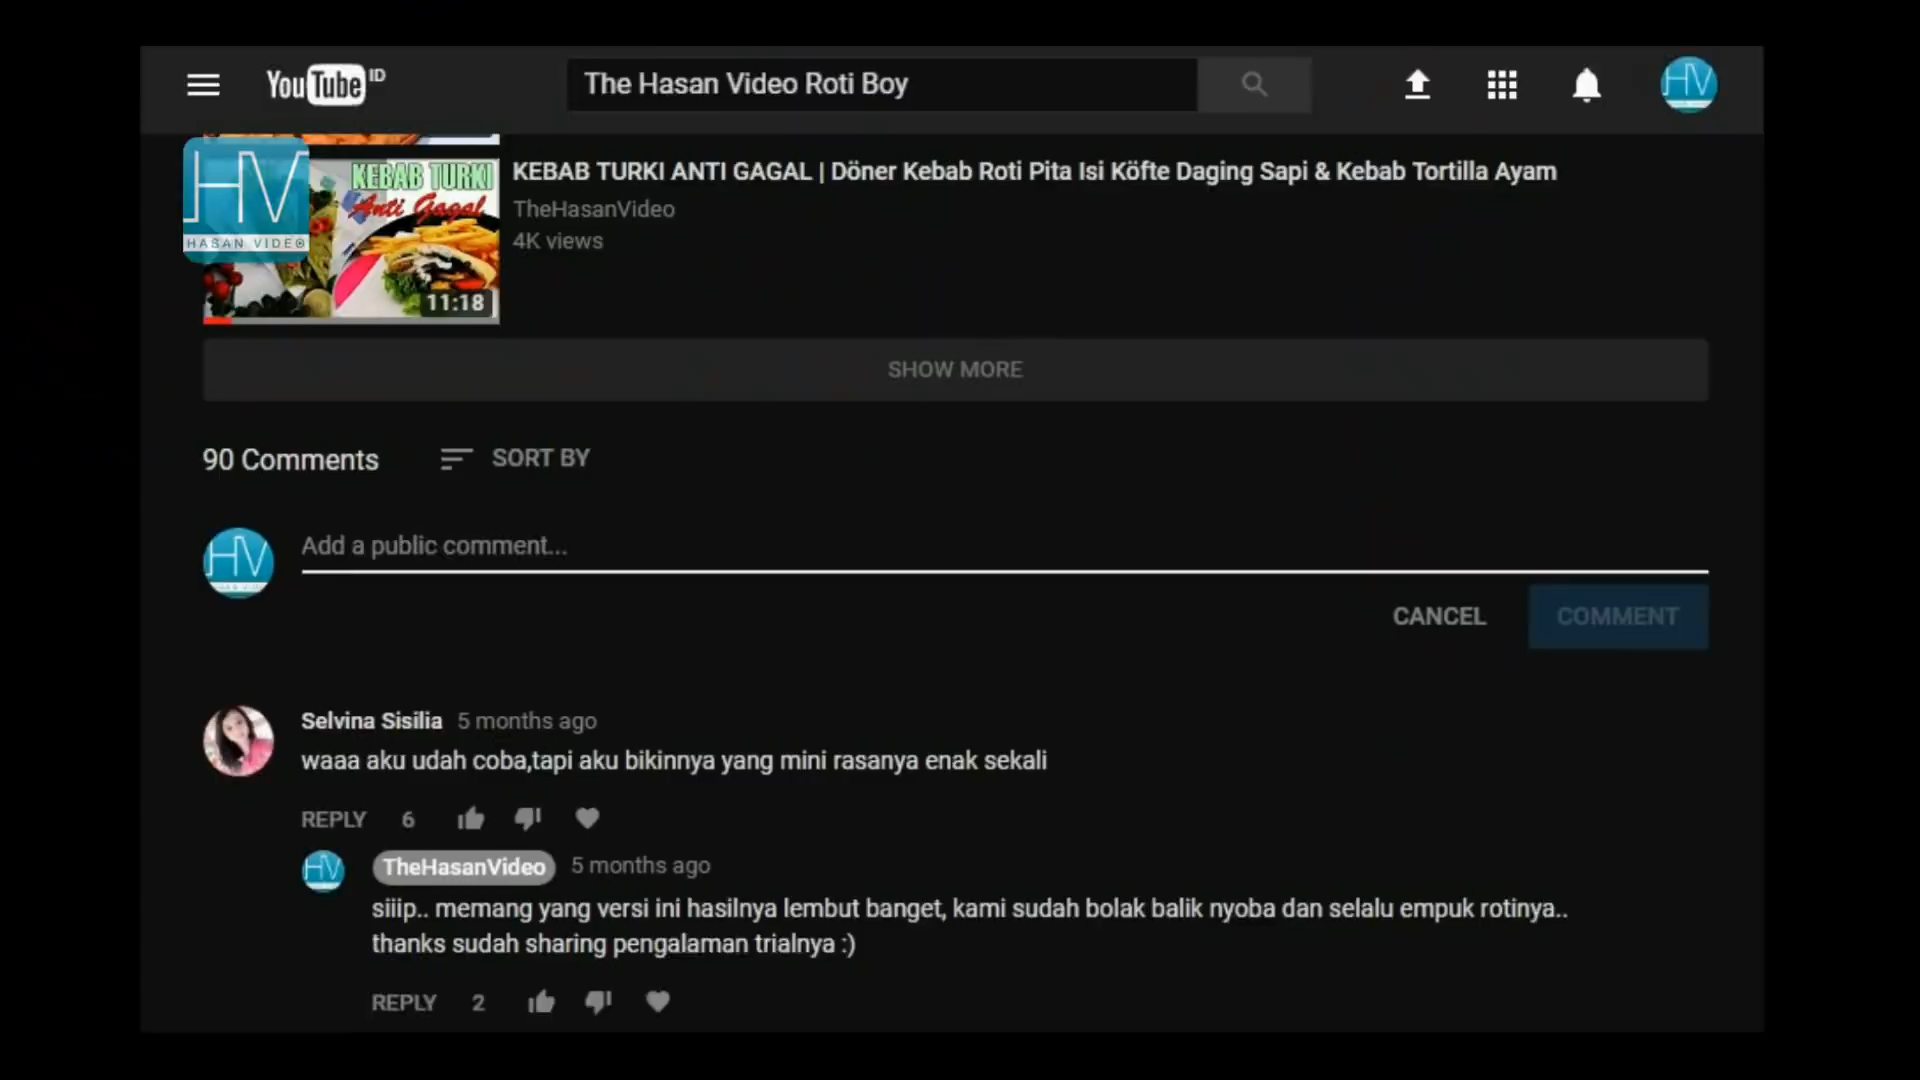 YouTube ID
The Hasan Video Roti Boy
HV
HV
HASAN VIDEO
KEBAB TURKI
Anti Gagal
11:18
KEBAB TURKI ANTI GAGAL | Döner Kebab Roti Pita Isi Köfte Daging Sapi & Kebab Tortilla Ayam
TheHasanVideo
4K views
SHOW MORE
90 Comments
SORT BY
HV
Add a public comment...
CANCEL
COMMENT
Selvina Sisilia 5 months ago
waaa aku udah coba,tapi aku bikinnya yang mini rasanya enak sekali
REPLY 6
HV
TheHasanVideo 5 months ago
siiip.. memang yang versi ini hasilnya lembut banget, kami sudah bolak balik nyoba dan selalu empuk rotinya..
thanks sudah sharing pengalaman trialnya :)
REPLY 2